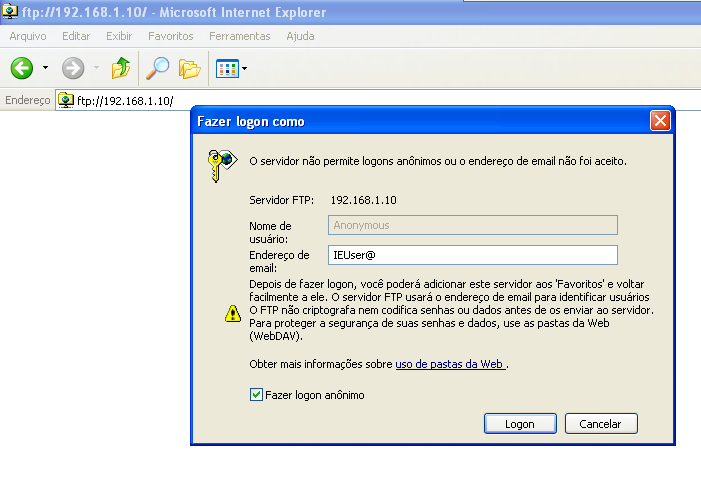 ftp://192.168.1.10/ - Microsoft Internet Explorer
Arquivo Editar Exibir Favoritos Ferramentas Ajuda
Endereço ftp://192.168.1.10/
Fazer logon como
O servidor não permite logons anônimos ou o endereço de email não foi aceito.
Servidor FTP: 192.168.1.10
Nome de
usuário:
Anonymous
Endereço de
email:
IEUser@
Depois de fazer logon, você poderá adicionar este servidor aos 'Favoritos' e voltar
facilmente a ele. O servidor FTP usará o endereço de email para identificar usuários
O FTP não criptografa nem codifica senhas ou dados antes de os enviar ao servidor.
Para proteger a segurança de suas senhas e dados, use as pastas da Web
(WebDAV).
Obter mais informações sobre uso de pastas da Web .
Fazer logon anônimo
Logon Cancelar